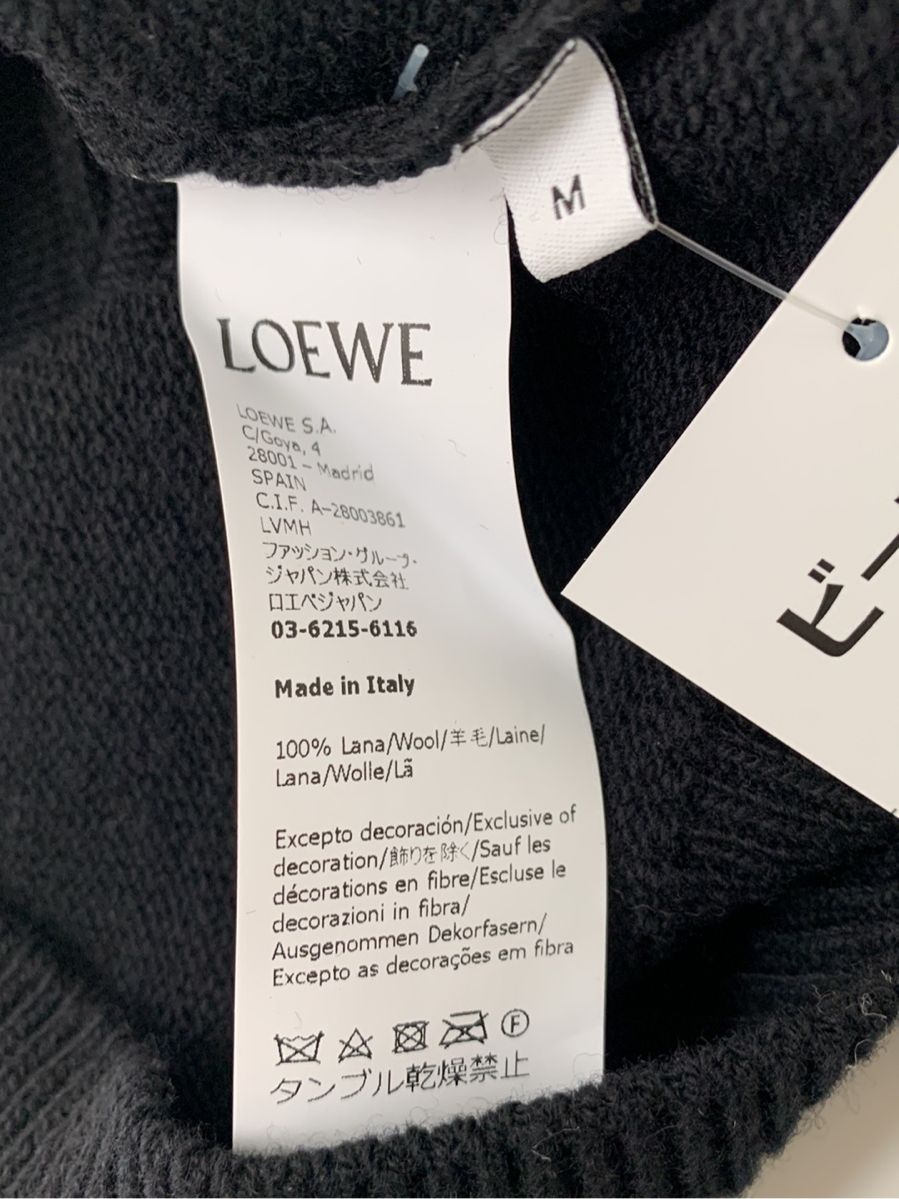 M
LOEWE
LOEWE S.A.
C/Goya, 4
28001 - Madrid
SPAIN
C.I.F. A-28003861
LVMH
ファッション・グループ・
ジャパン株式会社
ロエベジャパン
03-6215-6116
Made in Italy
100% Lana/Wool/羊毛/Laine/
Lana/Wolle/Lã
Excepto decoración/Exclusive of
decoration/飾りを除く/Sauf les
décorations en fibre/Escluse le
decorazioni in fibra/
Ausgenommen Dekorfasern/
Excepto as decorações em fibra
F
タンブル乾燥禁止